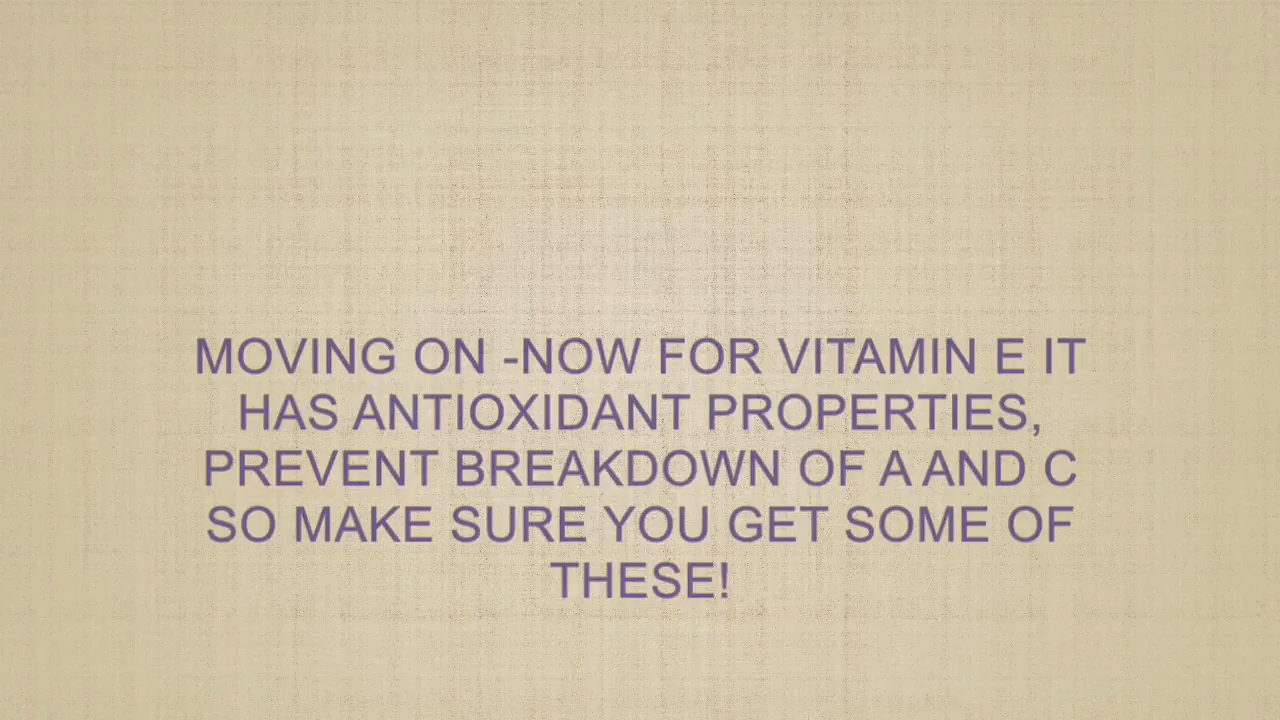 MOVING ON -NOW FOR VITAMIN E IT
HAS ANTIOXIDANT PROPERTIES,
PREVENT BREAKDOWN OF A AND C
SO MAKE SURE YOU GET SOME OF
THESE!